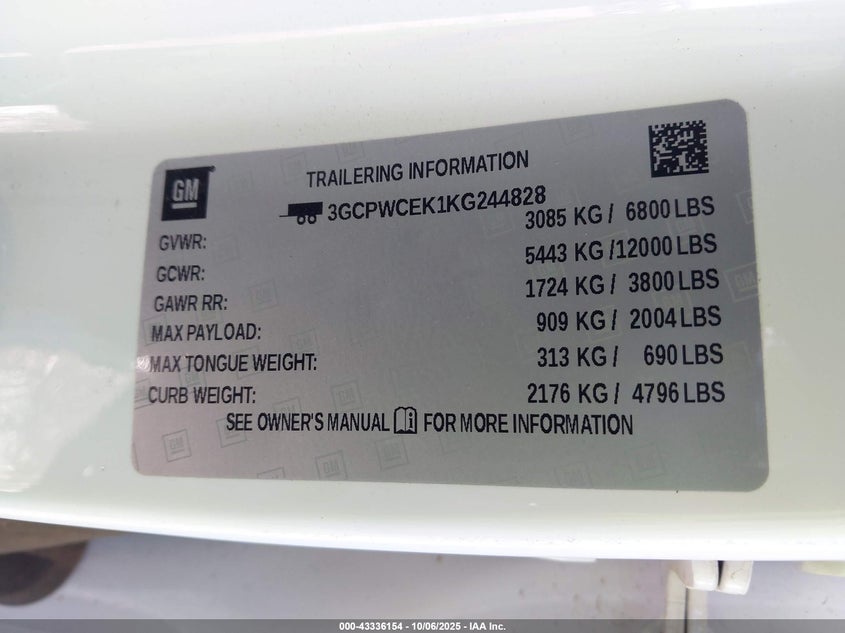 GM
TRAILERING INFORMATION
3GCPWCEK1KG244828
GVWR: 3085 KG / 6800 LBS
GCWR: 5443 KG /12000 LBS
GAWR RR: 1724 KG / 3800 LBS
MAX PAYLOAD: 909 KG / 2004 LBS
MAX TONGUE WEIGHT: 313 KG / 690 LBS
CURB WEIGHT: 2176 KG / 4796 LBS
SEE OWNER'S MANUAL FOR MORE INFORMATION
000-43336154 - 10/06/2025 - IAA Inc.